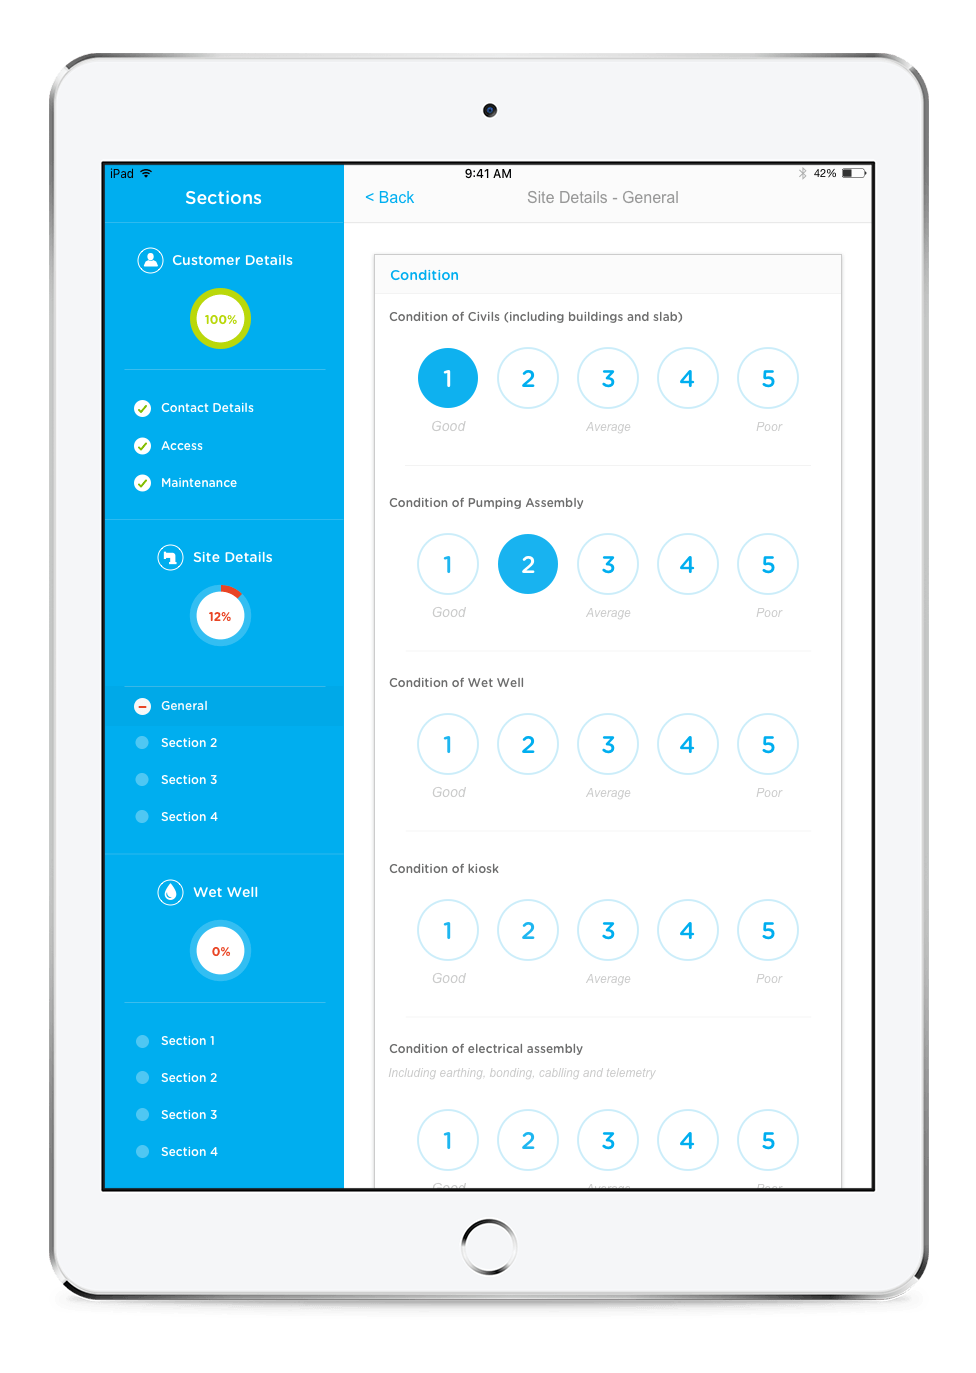 iPad 9:41 AM 42%
Sections
< Back Site Details - General
Customer Details
100%
Contact Details
Access
Maintenance
Site Details
12%
General
Section 2
Section 3
Section 4
Wet Well
0%
Section 1
Section 2
Section 3
Section 4
Condition
Condition of Civils (including buildings and slab)
1 2 3 4 5
Good Average Poor
Condition of Pumping Assembly
1 2 3 4 5
Good Average Poor
Condition of Wet Well
1 2 3 4 5
Good Average Poor
Condition of kiosk
1 2 3 4 5
Good Average Poor
Condition of electrical assembly
Including earthing, bonding, cablling and telemetry
1 2 3 4 5
Good Average Poor